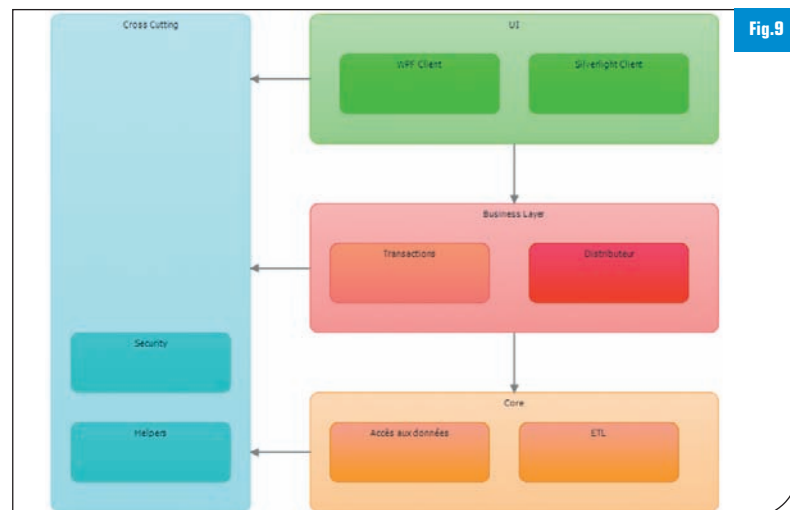 Fig.9
Cross Cutting
Security
Helpers
UI
WPF Client
Silverlight Client
Business Layer
Transactions
Distributeur
Core
Accès aux données
ETL